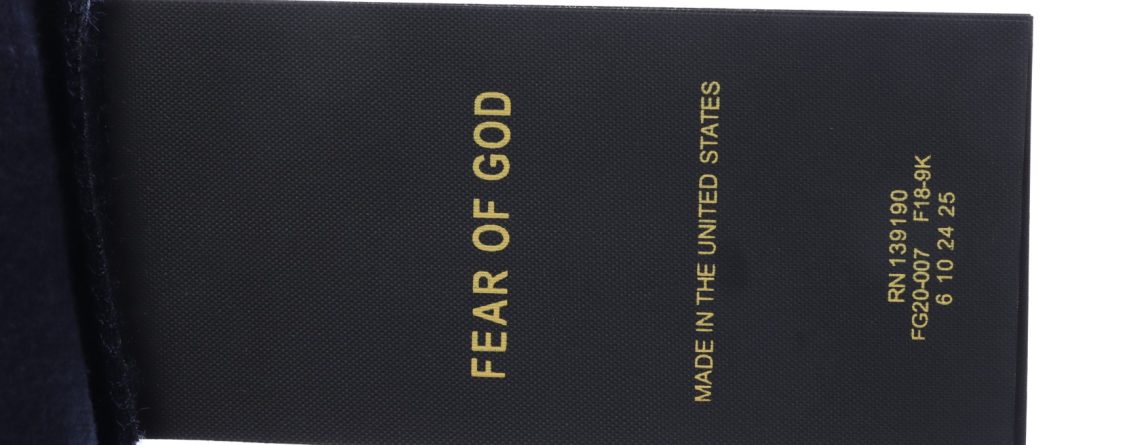 FEAR OF GOD
MADE IN THE UNITED STATES
RN 139190
FG20-007 F18-9K
6 10 24 25